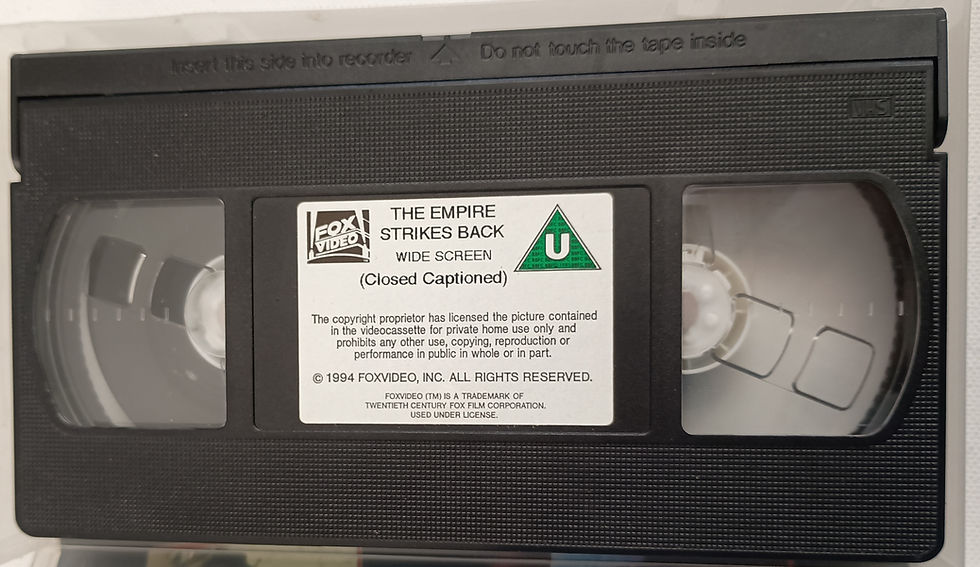 Insert this side into recorder Do not touch the tape inside
VHS
FOX
VIDEO
THE EMPIRE
STRIKES BACK
WIDE SCREEN
(Closed Captioned)
U
The copyright proprietor has licensed the picture contained
in the videocassette for private home use only and
prohibits any other use, copying, reproduction or
performance in public in whole or in part.
© 1994 FOXVIDEO, INC. ALL RIGHTS RESERVED.
FOXVIDEO (TM) IS A TRADEMARK OF
TWENTIETH CENTURY FOX FILM CORPORATION.
USED UNDER LICENSE.